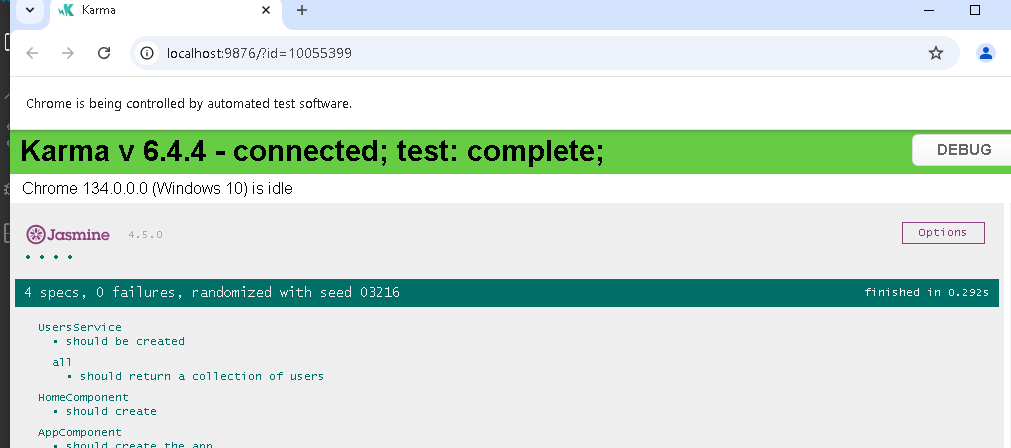 Karma
localhost:9876/?id=10055399
Chrome is being controlled by automated test software.
Karma v 6.4.4 - connected; test: complete;
DEBUG
Chrome 134.0.0.0 (Windows 10) is idle
Jasmine 4.5.0
Options
4 specs, 0 failures, randomized with seed 03216
finished in 0.292s
UsersService
• should be created
all
• should return a collection of users
HomeComponent
• should create
AppComponent
• should create the app